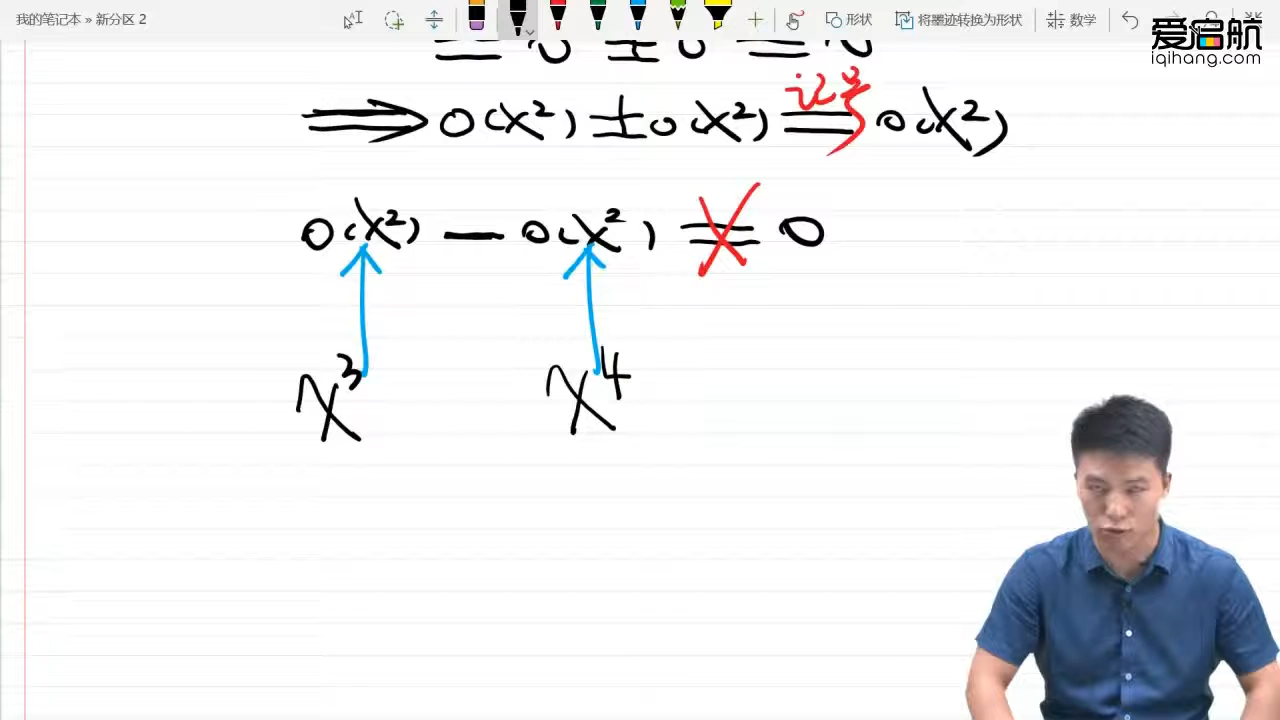 我的笔记本 » 新分区 2
形状
将墨迹转换为形状
数学
爱启航
iqihang.com
记号
⟹ o(x²) ± o(x²) = o(x²)
o(x²) — o(x²) = 0
x³ x⁴